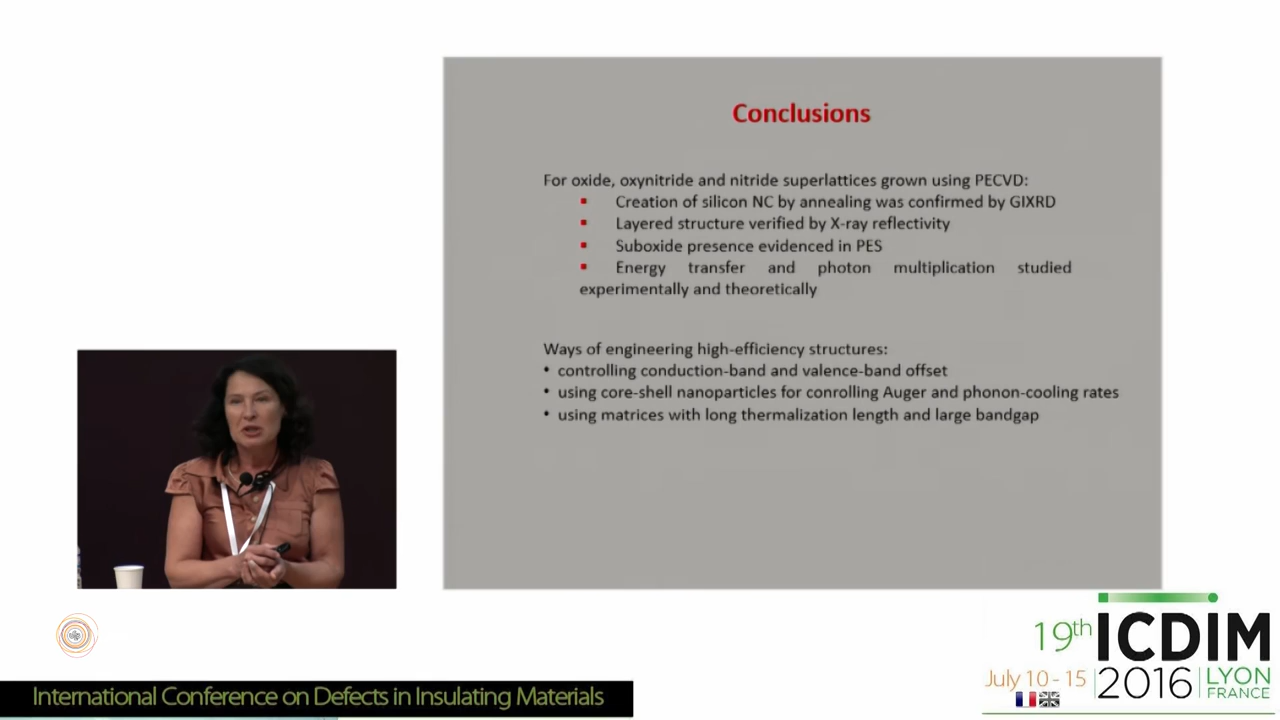 Conclusions
For oxide, oxynitride and nitride superlattices grown using PECVD:
▪ Creation of silicon NC by annealing was confirmed by GIXRD
▪ Layered structure verified by X-ray reflectivity
▪ Suboxide presence evidenced in PES
▪ Energy transfer and photon multiplication studied
experimentally and theoretically
Ways of engineering high-efficiency structures:
• controlling conduction-band and valence-band offset
• using core-shell nanoparticles for conrolling Auger and phonon-cooling rates
• using matrices with long thermalization length and large bandgap
19th ICDIM
July 10 - 15 2016 LYON
FRANCE
International Conference on Defects in Insulating Materials